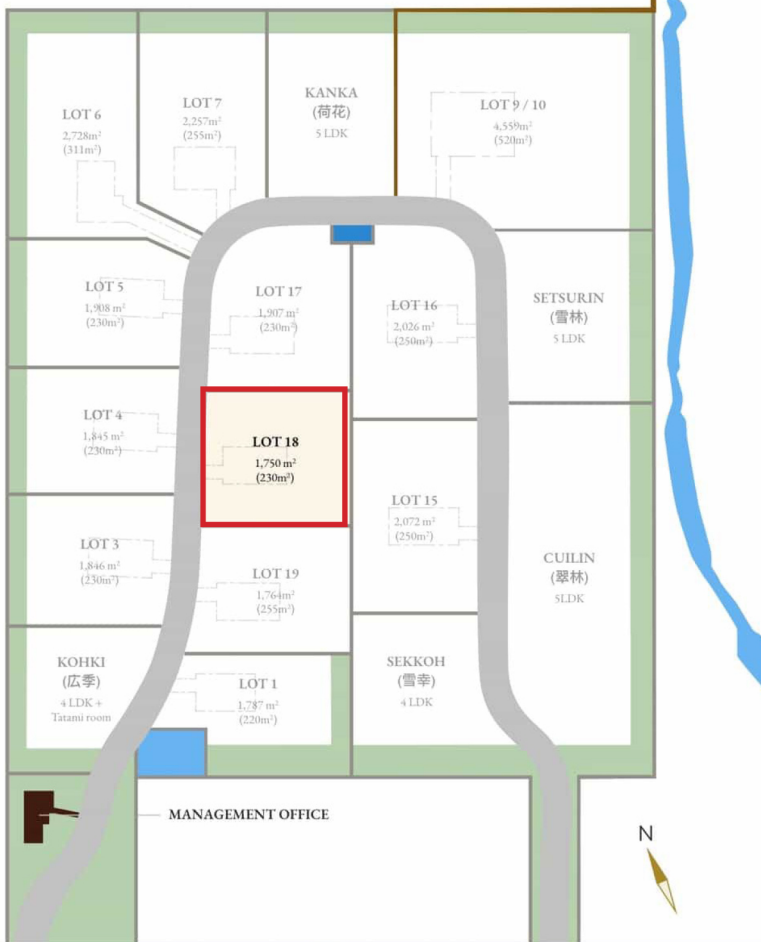 LOT 6
2,728m²
(311m²)
LOT 7
2,257m²
(255m²)
KANKA
(荷花)
5 LDK
LOT 9 / 10
4,559m²
(520m²)
LOT 5
1,908 m²
(230m²)
LOT 17
1,907 m²
(230m²)
LOT 16
2,026 m²
(250m²)
SETSURIN
(雪林)
5 LDK
LOT 4
1,845 m²
(230m²)
LOT 18
1,750 m²
(230m²)
LOT 15
2,072 m²
(250m²)
LOT 3
1,846 m²
(230m²)
LOT 19
1,764m²
(255m²)
CUILIN
(翠林)
5LDK
KOHKI
(広季)
4 LDK +
Tatami room
LOT 1
1,787 m²
(220m²)
SEKKOH
(雪幸)
4 LDK
MANAGEMENT OFFICE
N